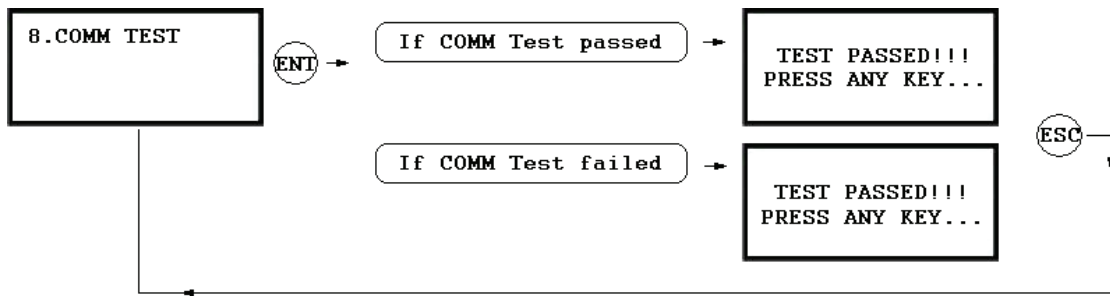 8.COMM TEST
ENT
If COMM Test passed
TEST PASSED!!!
PRESS ANY KEY...
ESC
If COMM Test failed
TEST PASSED!!!
PRESS ANY KEY...